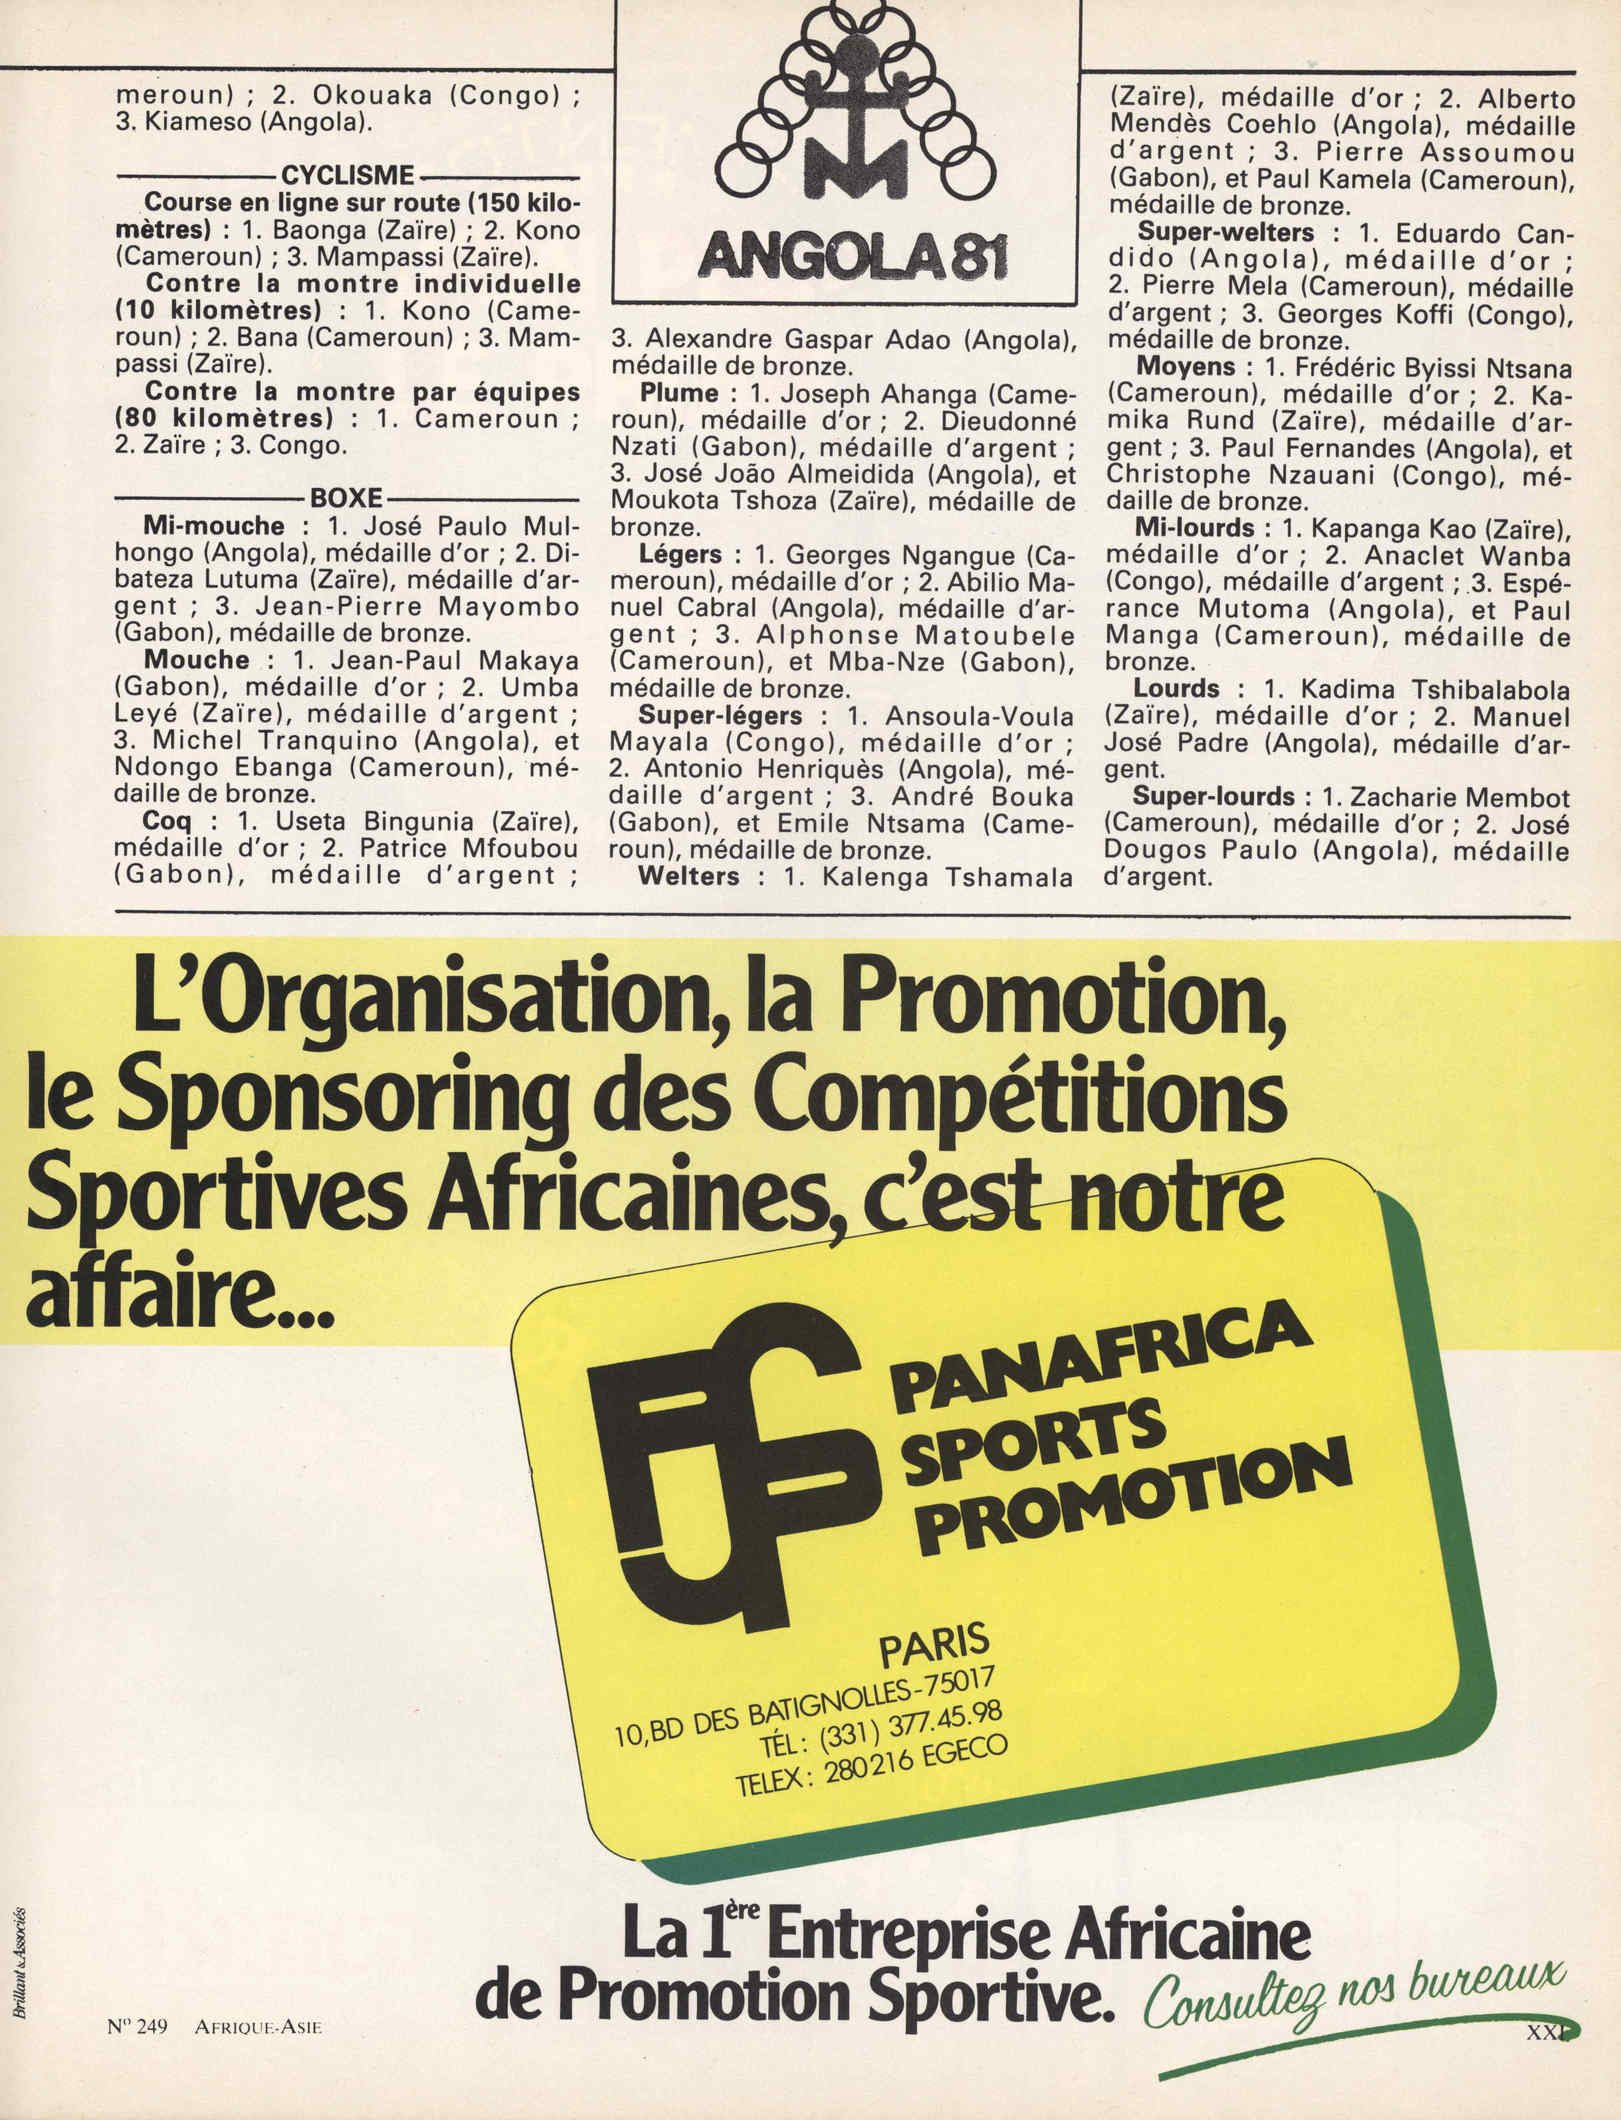 meroun) ; 2. Okouaka (Congo) ;
3. Kiameso (Angola).
CYCLISME
Course en ligne sur route (150 kilo-
mètres) : 1. Baonga (Zaïre) ; 2. Kono
(Cameroun) ; 3. Mampassi (Zaïre).
Contre la montre individuelle
(10 kilomètres) : 1. Kono (Came-
roun) ; 2. Bana (Cameroun) ; 3. Mam-
passi (Zaïre).
Contre la montre par équipes
(80 kilomètres) : 1. Cameroun ;
2. Zaïre ; 3. Congo.
BOXE
Mi-mouche : 1. José Paulo Mul-
hongo (Angola), médaille d'or ; 2. Di-
bateza Lutuma (Zaïre), médaille d'ar-
gent ; 3. Jean-Pierre Mayombo
(Gabon), médaille de bronze.
Mouche : 1. Jean-Paul Makaya
(Gabon), médaille d'or ; 2. Umba
Leyé (Zaïre), médaille d'argent ;
3. Michel Tranquino (Angola), et
Ndongo Ebanga (Cameroun), mé-
daille de bronze.
Coq : 1. Useta Bingunia (Zaïre),
médaille d'or ; 2. Patrice Mfoubou
(Gabon), médaille d'argent ;
ANGOLA 81
3. Alexandre Gaspar Adao (Angola),
médaille de bronze.
Plume : 1. Joseph Ahanga (Came-
roun), médaille d'or ; 2. Dieudonné
Nzati (Gabon), médaille d'argent ;
3. José João Almeidida (Angola), et
Moukota Tshoza (Zaïre), médaille de
bronze.
Légers : 1. Georges Ngangue (Ca-
meroun), médaille d'or ; 2. Abilio Ma-
nuel Cabral (Angola), médaille d'ar-
gent ; 3. Alphonse Matoubele
(Cameroun), et Mba-Nze (Gabon),
médaille de bronze.
Super-légers : 1. Ansoula-Voula
Mayala (Congo), médaille d'or ;
2. Antonio Henriquès (Angola), mé-
daille d'argent ; 3. André Bouka
(Gabon), et Emile Ntsama (Came-
roun), médaille de bronze.
Welters : 1. Kalenga Tshamala
(Zaïre), médaille d'or ; 2. Alberto
Mendès Coehlo (Angola), médaille
d'argent ; 3. Pierre Assoumou
(Gabon), et Paul Kamela (Cameroun),
médaille de bronze.
Super-welters : 1. Eduardo Can-
dido (Angola), médaille d'or ;
2. Pierre Mela (Cameroun), médaille
d'argent ; 3. Georges Koffi (Congo),
médaille de bronze.
Moyens : 1. Frédéric Byissi Ntsana
(Cameroun), médaille d'or ; 2. Ka-
mika Rund (Zaïre), médaille d'ar-
gent ; 3. Paul Fernandes (Angola), et
Christophe Nzauani (Congo), mé-
daille de bronze.
Mi-lourds : 1. Kapanga Kao (Zaïre),
médaille d'or ; 2. Anaclet Wanba
(Congo), médaille d'argent ; 3. Espé-
rance Mutoma (Angola), et Paul
Manga (Cameroun), médaille de
bronze.
Lourds : 1. Kadima Tshibalabola
(Zaïre), médaille d'or ; 2. Manuel
José Padre (Angola), médaille d'ar-
gent.
Super-lourds : 1. Zacharie Membot
(Cameroun), médaille d'or ; 2. José
Dougos Paulo (Angola), médaille
d'argent.
L'Organisation, la Promotion,
le Sponsoring des Compétitions
Sportives Africaines, c'est notre
affaire...
PANAFRICA
SPORTS
PROMOTION
PARIS
10, BD DES BATIGNOLLES-75017
TÉL: (331) 377.45.98
TELEX: 280216 EGECO
La 1ère Entreprise Africaine
de Promotion Sportive.
Consultez nos bureaux
Brillant & Associés
N° 249 AFRIQUE-ASIE